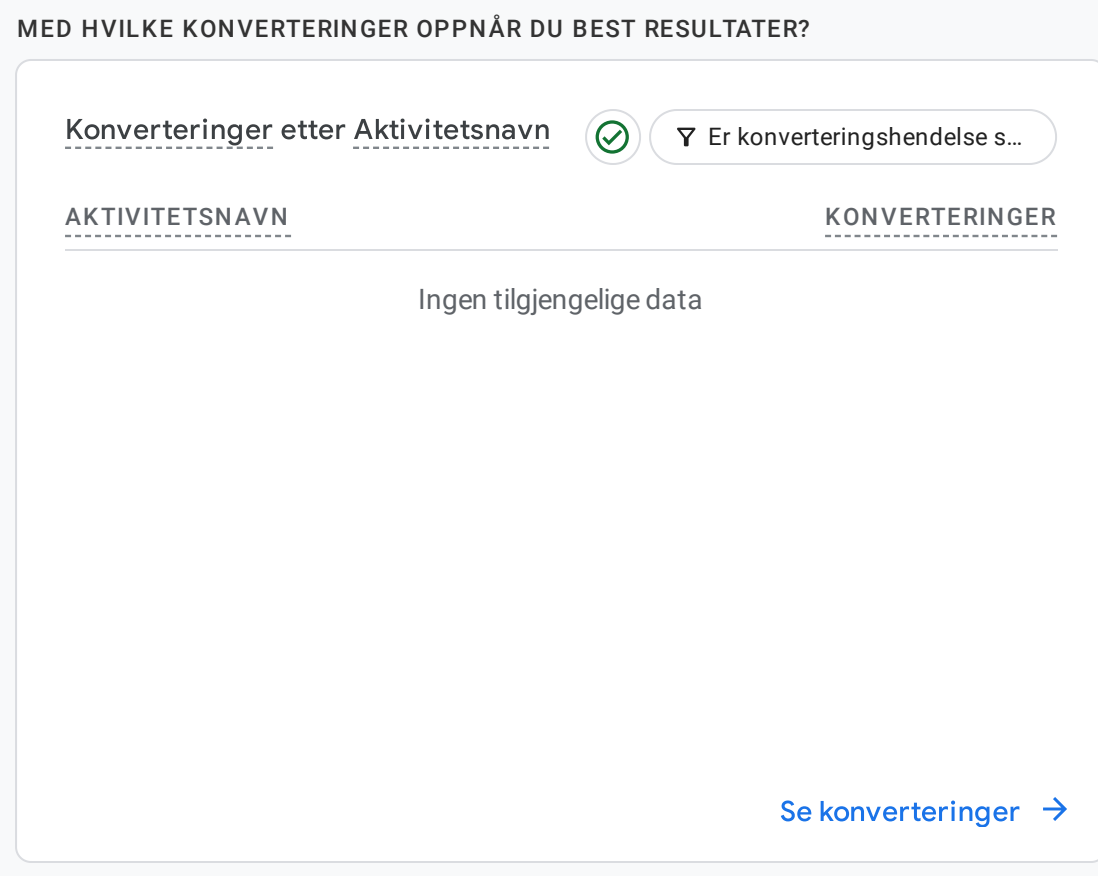 MED HVILKE KONVERTERINGER OPPNÅR DU BEST RESULTATER?
Konverteringer etter Aktivitetsnavn
Er konverteringshendelse s...
AKTIVITETSNAVN KONVERTERINGER
Ingen tilgjengelige data
Se konverteringer